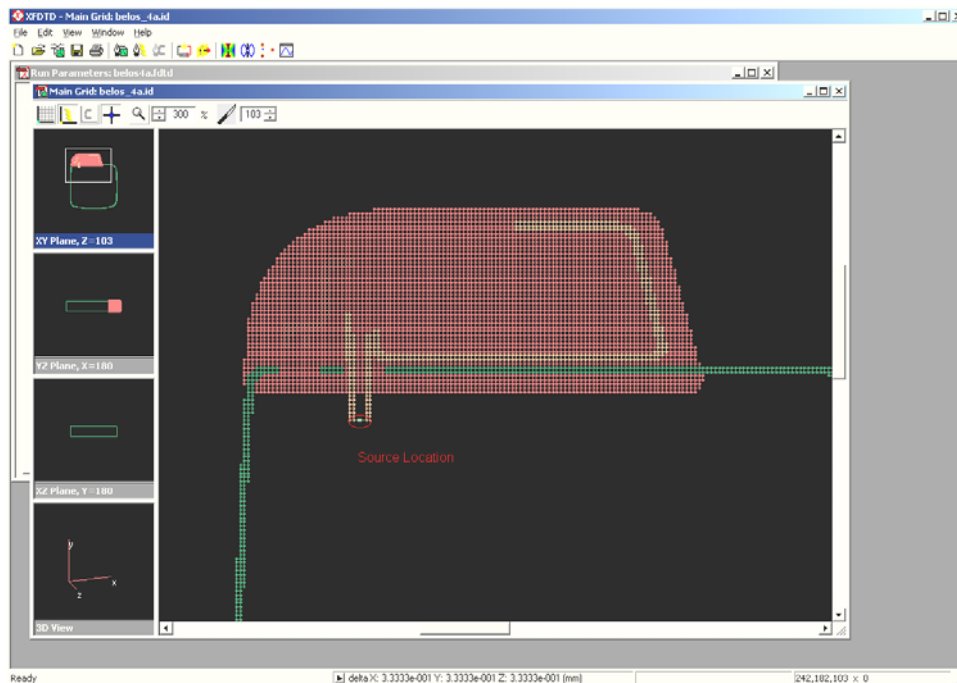 XFDTD - Main Grid: belos_4a.id
File Edit View Window Help
Run Parameters: belos4a.fdtd
Main Grid: belos_4a.id
300 % 103
XY Plane, Z=103
YZ Plane, X=180
XZ Plane, Y=180
y
x
z
3D View
Source Location
Ready
delta X: 3.3333e-001 Y: 3.3333e-001 Z: 3.3333e-001 (mm)
242,182,103 x 0